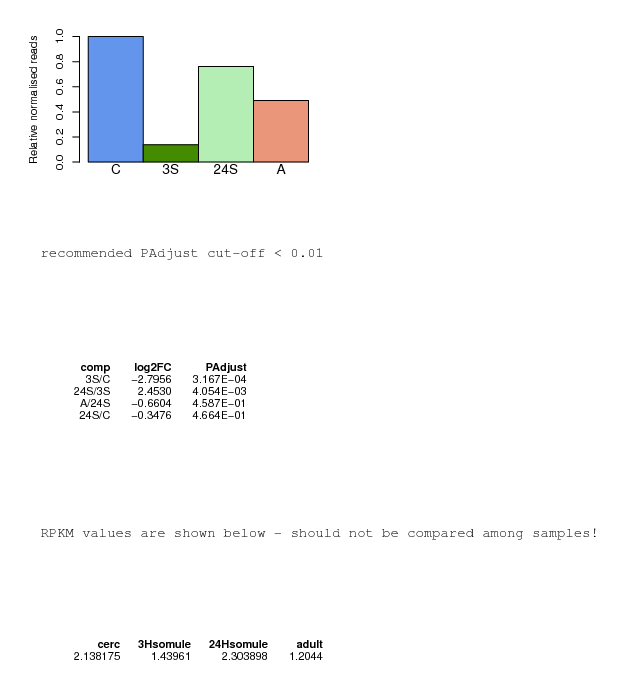 Relative normalised reads
1.0
0.8
0.6
0.4
0.2
0.0
C 3S 24S A
recommended PAdjust cut-off < 0.01
comp log2FC PAdjust
3S/C −2.7956 3.167E−04
24S/3S 2.4530 4.054E−03
A/24S −0.6604 4.587E−01
24S/C −0.3476 4.664E−01
RPKM values are shown below - should not be compared among samples!
cerc 3Hsomule 24Hsomule adult
2.138175 1.43961 2.303898 1.2044